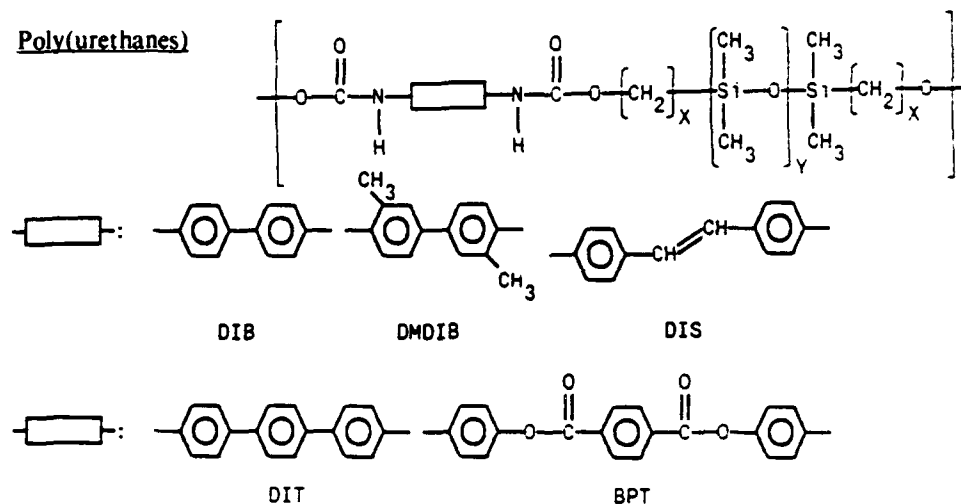 Poly(urethanes)
O O CH3 CH3
O C N N C O CH2 X Si O Si CH2 X O
H H CH3 Y CH3
CH3
: CH CH
CH3
DIB DMDIB DIS
O O
: O C C O
DIT BPT